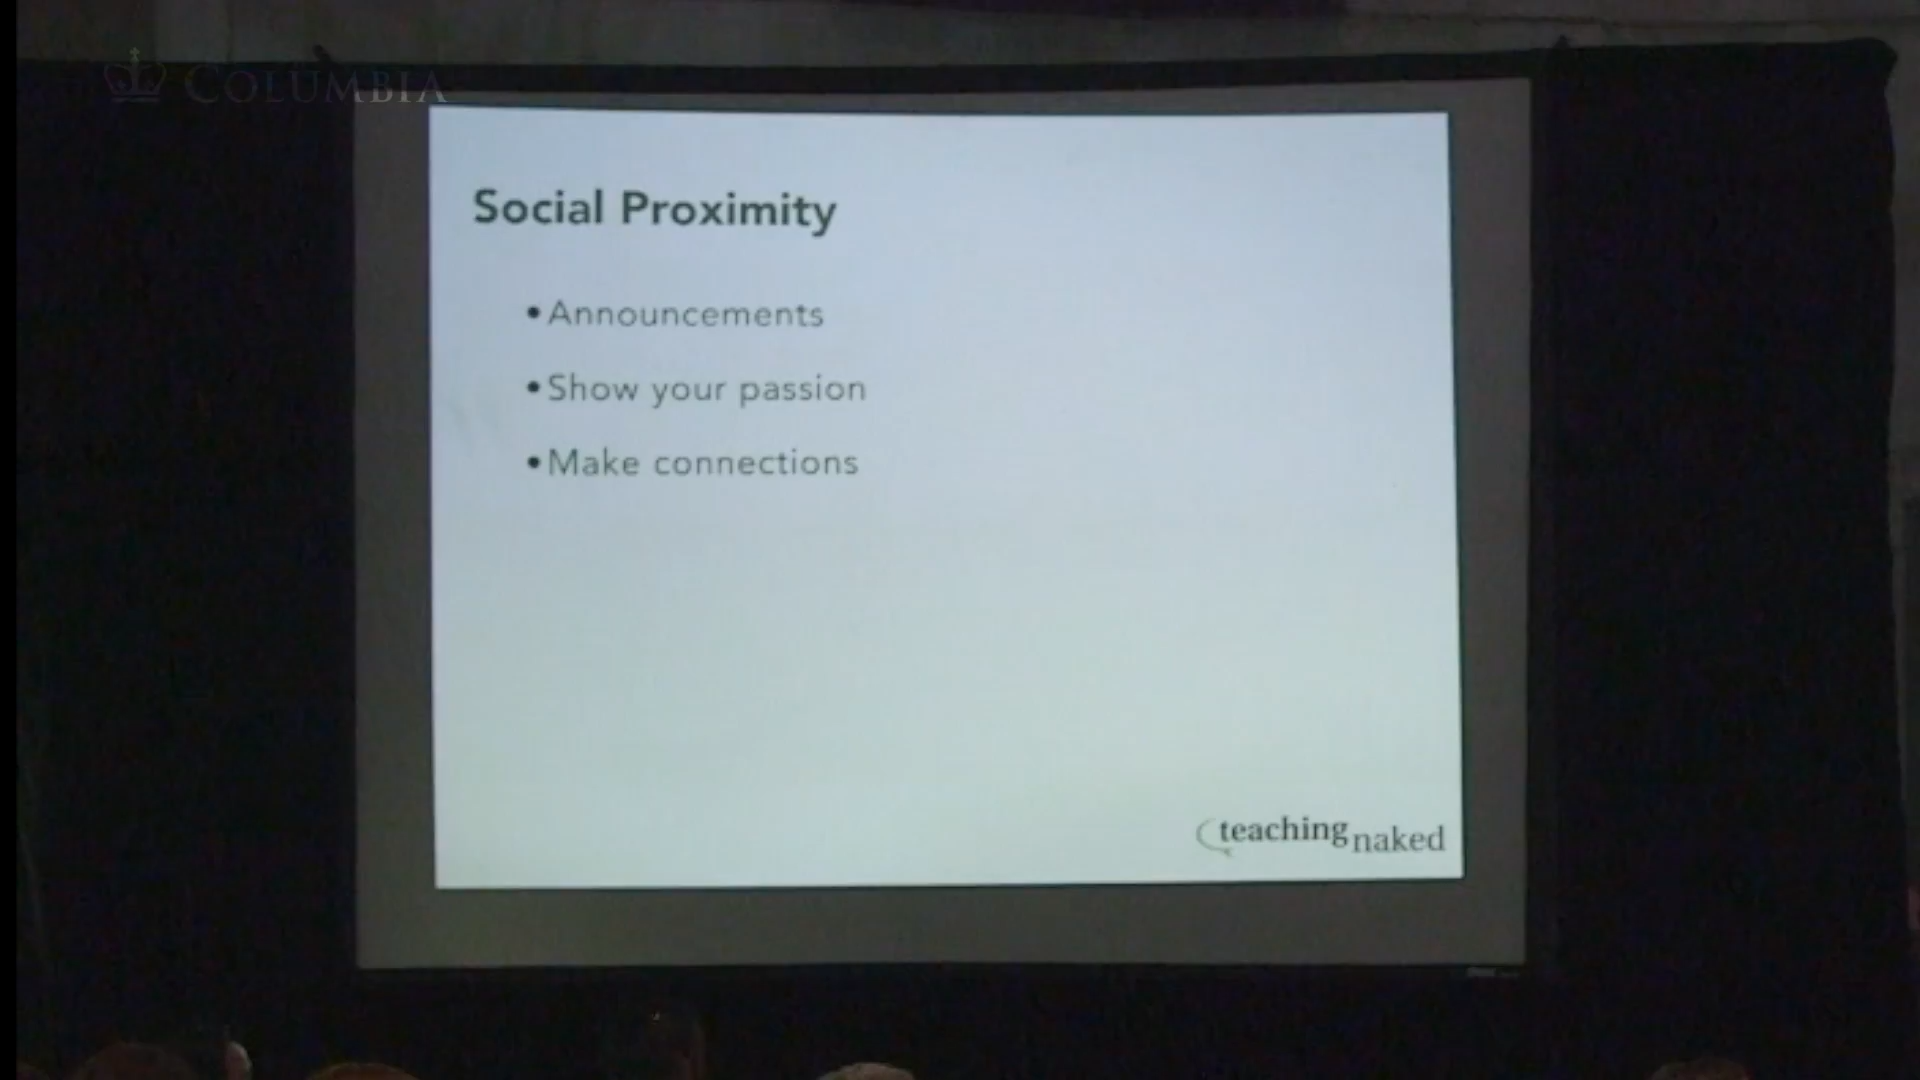 COLUMBIA
Social Proximity
•Announcements
•Show your passion
•Make connections
teaching naked